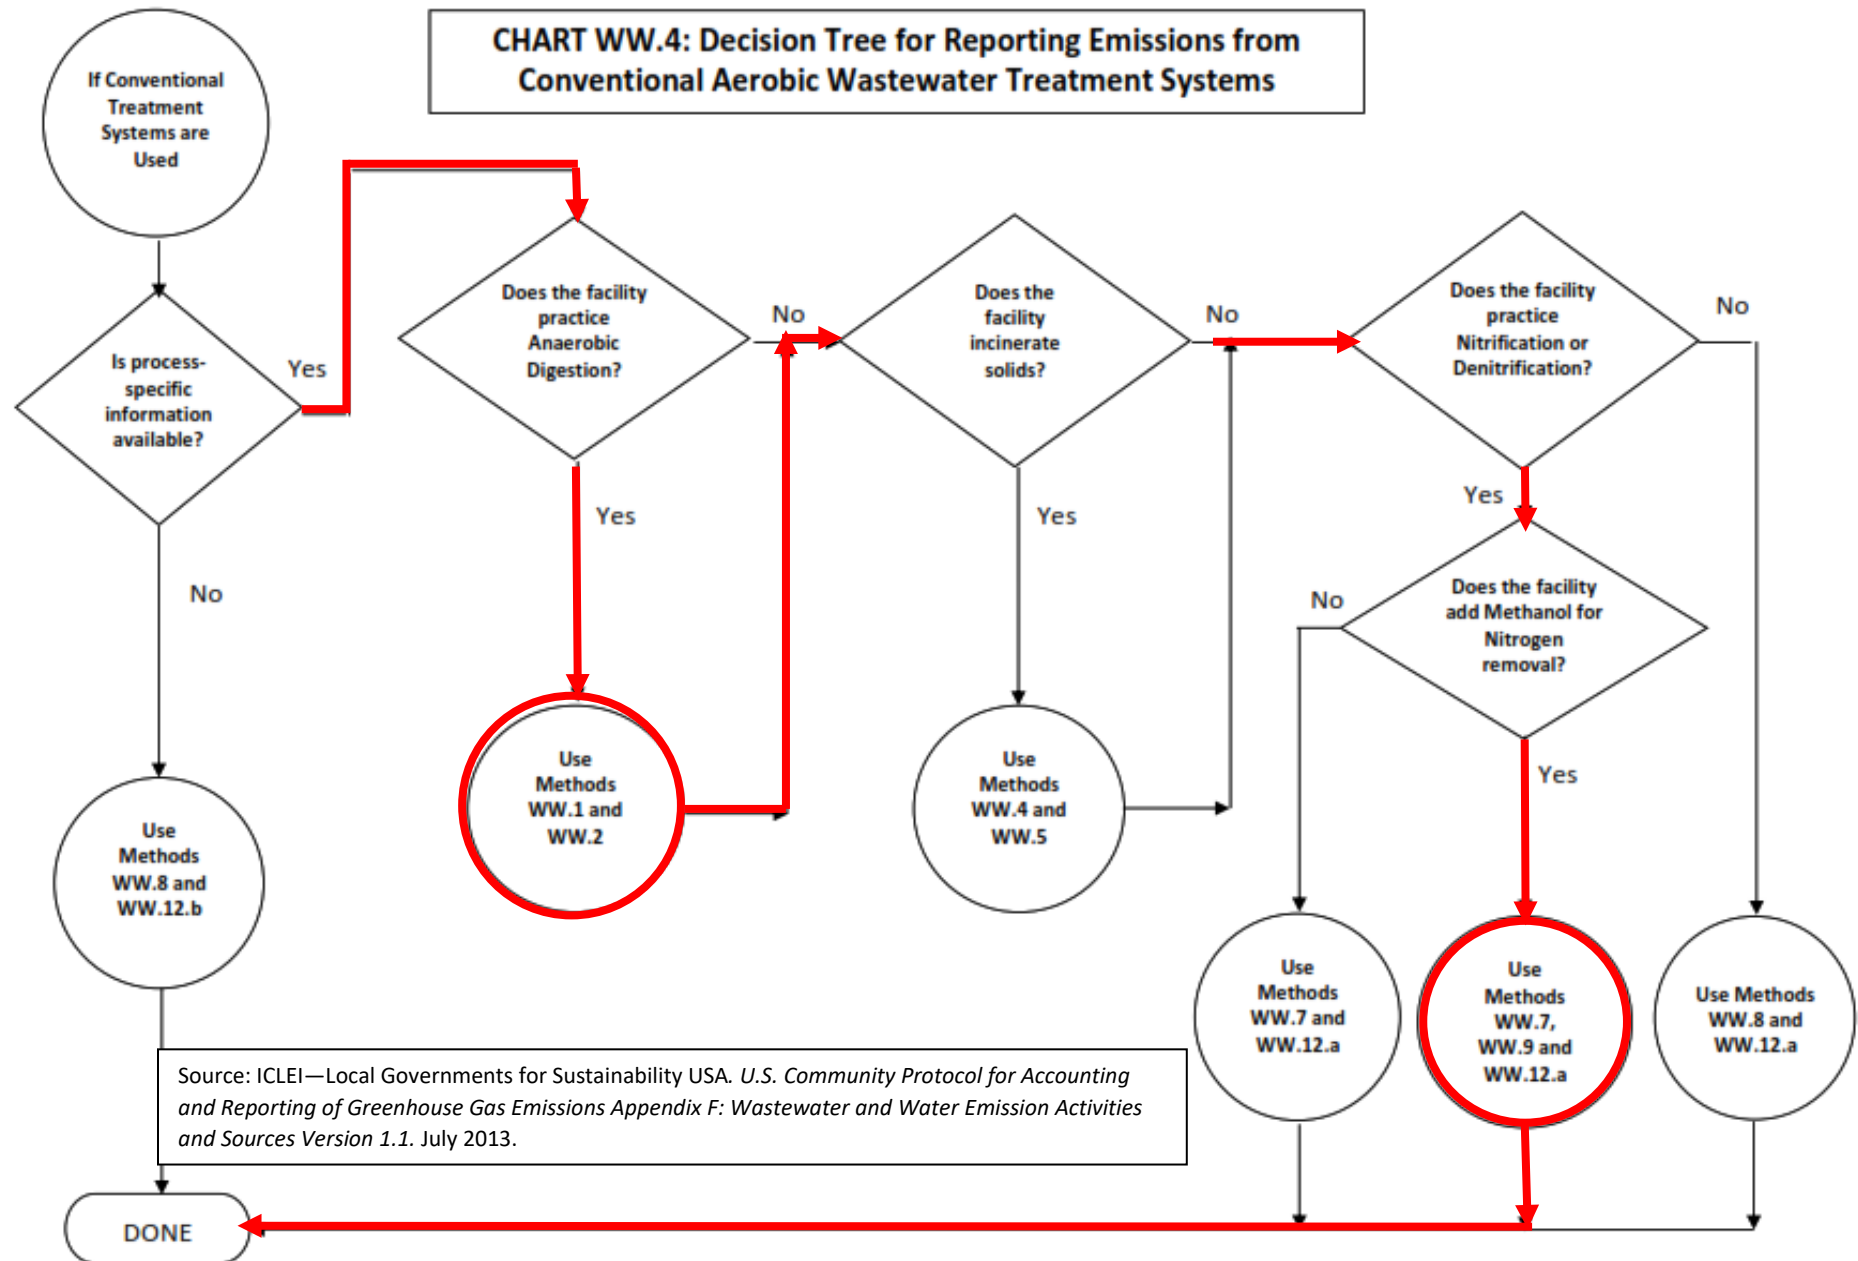 CHART WW.4: Decision Tree for Reporting Emissions from
Conventional Aerobic Wastewater Treatment Systems
If Conventional
Treatment
Systems are
Used
Is process-
specific
information
available?
Yes
No
Use
Methods
WW.8 and
WW.12.b
Does the facility
practice
Anaerobic
Digestion?
No
Yes
Use
Methods
WW.1 and
WW.2
Does the
facility
incinerate
solids?
No
Yes
Use
Methods
WW.4 and
WW.5
Does the facility
practice
Nitrification or
Denitrification?
No
Yes
Does the facility
add Methanol for
Nitrogen
removal?
No
Yes
Use
Methods
WW.7 and
WW.12.a
Use
Methods
WW.7,
WW.9 and
WW.12.a
Use Methods
WW.8 and
WW.12.a
Source: ICLEI—Local Governments for Sustainability USA. U.S. Community Protocol for Accounting
and Reporting of Greenhouse Gas Emissions Appendix F: Wastewater and Water Emission Activities
and Sources Version 1.1. July 2013.
DONE